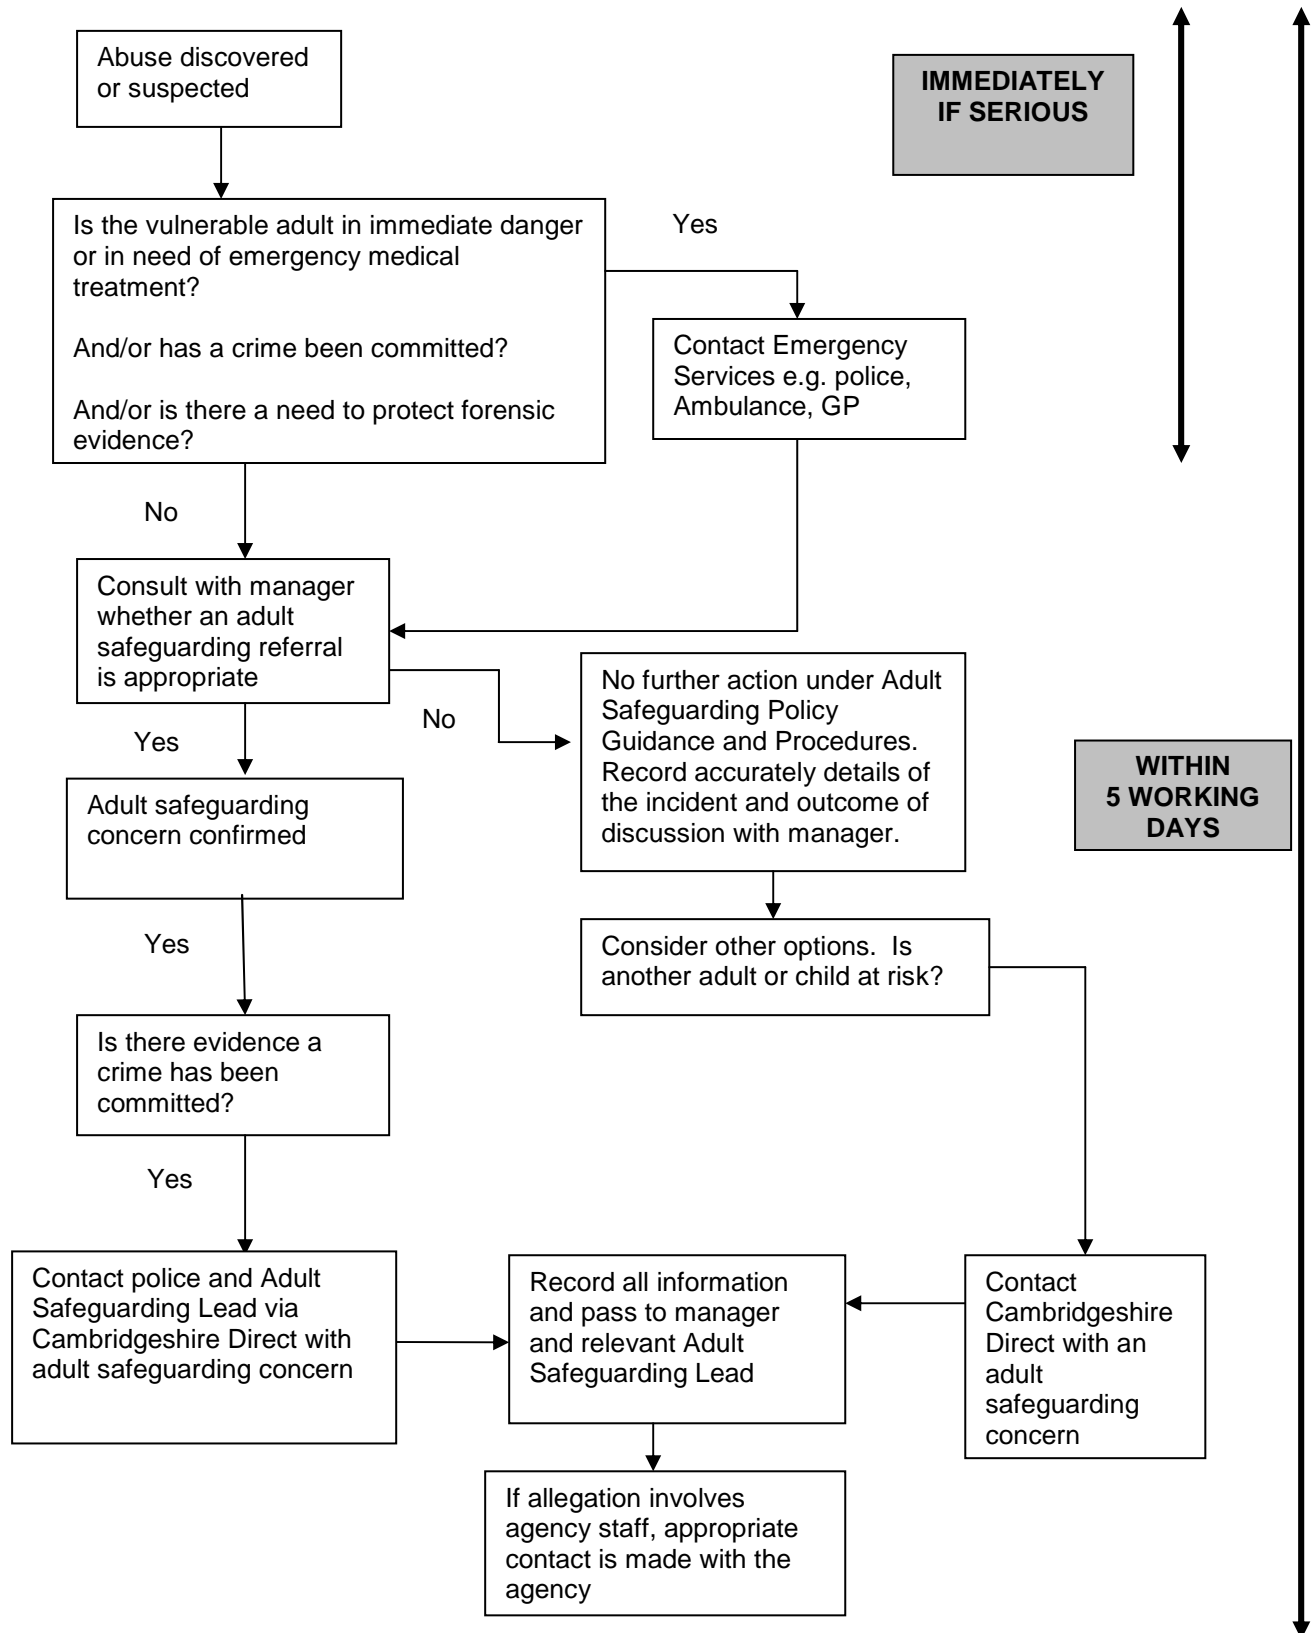 Abuse discovered
or suspected
IMMEDIATELY
IF SERIOUS
Is the vulnerable adult in immediate danger
or in need of emergency medical
treatment?
And/or has a crime been committed?
And/or is there a need to protect forensic
evidence?
Yes
Contact Emergency
Services e.g. police,
Ambulance, GP
No
Consult with manager
whether an adult
safeguarding referral
is appropriate
No
No further action under Adult
Safeguarding Policy
Guidance and Procedures.
Record accurately details of
the incident and outcome of
discussion with manager.
Yes
WITHIN
5 WORKING
DAYS
Adult safeguarding
concern confirmed
Consider other options.  Is
another adult or child at risk?
Yes
Is there evidence a
crime has been
committed?
Yes
Contact police and Adult
Safeguarding Lead via
Cambridgeshire Direct with
adult safeguarding concern
Record all information
and pass to manager
and relevant Adult
Safeguarding Lead
Contact
Cambridgeshire
Direct with an
adult
safeguarding
concern
If allegation involves
agency staff, appropriate
contact is made with the
agency